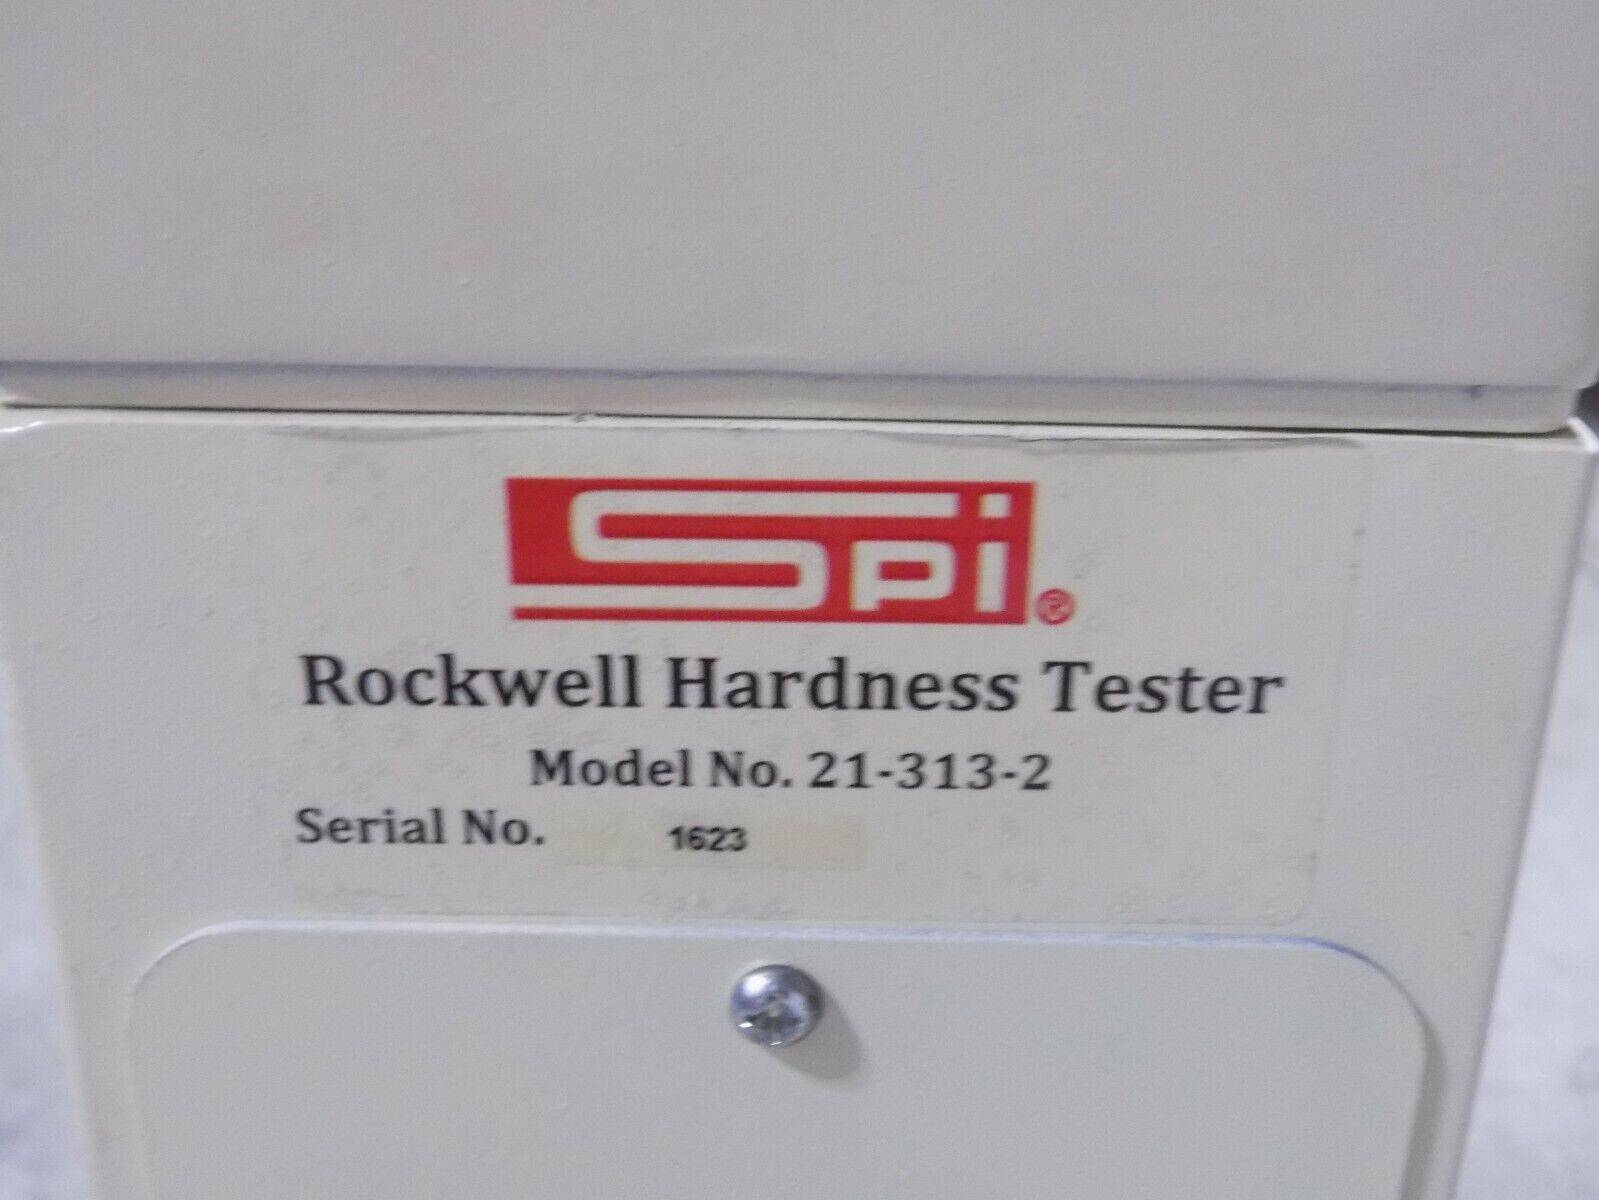 SPi®
Rockwell Hardness Tester
Model No. 21-313-2
Serial No. 1623